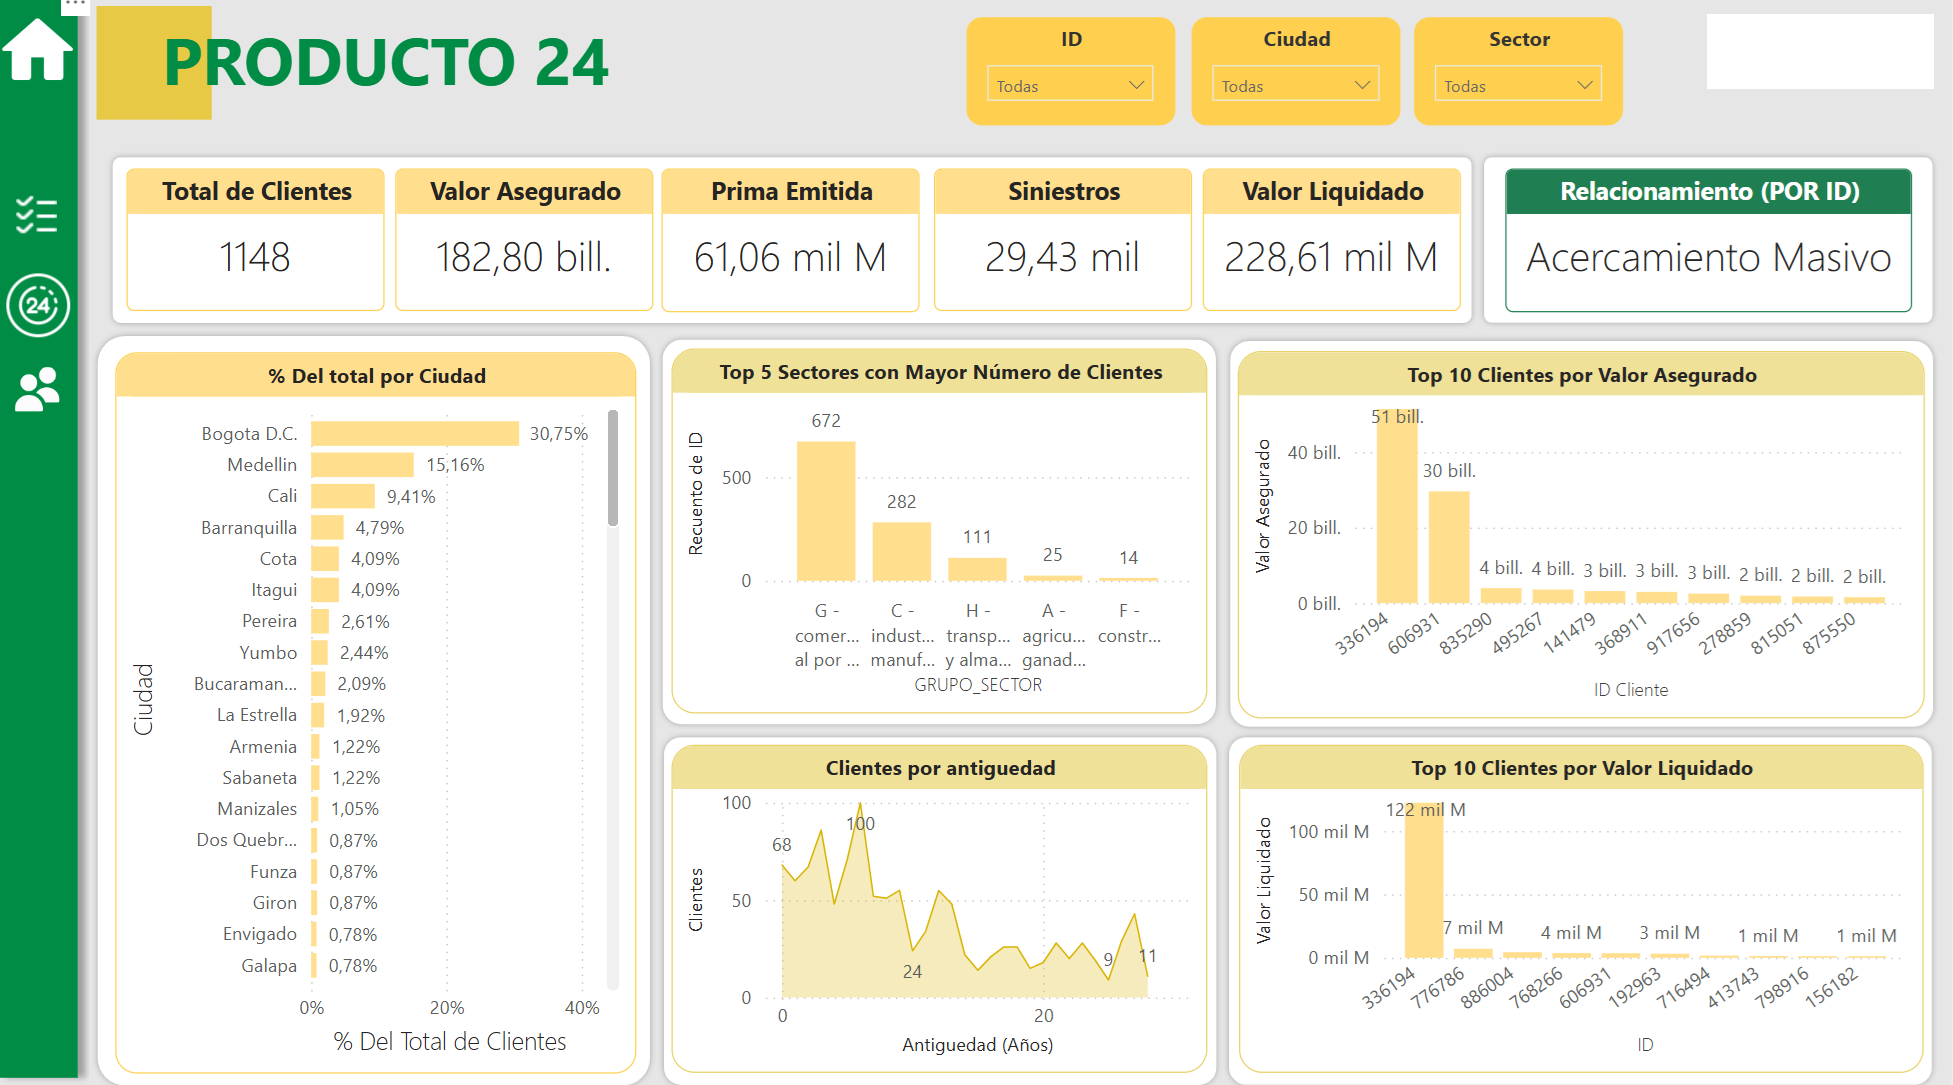 PRODUCTO 24
ID
Todas
Ciudad
Todas
Sector
Todas
24
Total de Clientes
1148
Valor Asegurado
182,80 bill.
Prima Emitida
61,06 mil M
Siniestros
29,43 mil
Valor Liquidado
228,61 mil M
Relacionamiento (POR ID)
Acercamiento Masivo
% Del total por Ciudad
Ciudad
Bogota D.C. 30,75%
Medellin 15,16%
Cali 9,41%
Barranquilla 4,79%
Cota 4,09%
Itagui 4,09%
Pereira 2,61%
Yumbo 2,44%
Bucaraman... 2,09%
La Estrella 1,92%
Armenia 1,22%
Sabaneta 1,22%
Manizales 1,05%
Dos Quebr... 0,87%
Funza 0,87%
Giron 0,87%
Envigado 0,78%
Galapa 0,78%
0% 20% 40%
% Del Total de Clientes
Top 5 Sectores con Mayor Número de Clientes
Recuento de ID
500
0
672
282
111
25
14
G -
comer...
al por ...
C -
indust...
manuf...
H -
transp...
y alma...
A -
agricu...
ganad...
F -
constr...
GRUPO_SECTOR
Top 10 Clientes por Valor Asegurado
Valor Asegurado
40 bill.
20 bill.
0 bill.
51 bill.
30 bill.
4 bill.
4 bill.
3 bill.
3 bill.
3 bill.
2 bill.
2 bill.
2 bill.
336194
606931
835290
495267
141479
368911
917656
278859
815051
875550
ID Cliente
Clientes por antiguedad
Clientes
100
50
0
68
100
24
9
11
0 20
Antiguedad (Años)
Top 10 Clientes por Valor Liquidado
Valor Liquidado
100 mil M
50 mil M
0 mil M
122 mil M
7 mil M
4 mil M
3 mil M
1 mil M
1 mil M
336194
776786
886004
768266
606931
192963
716494
413743
798916
156182
ID